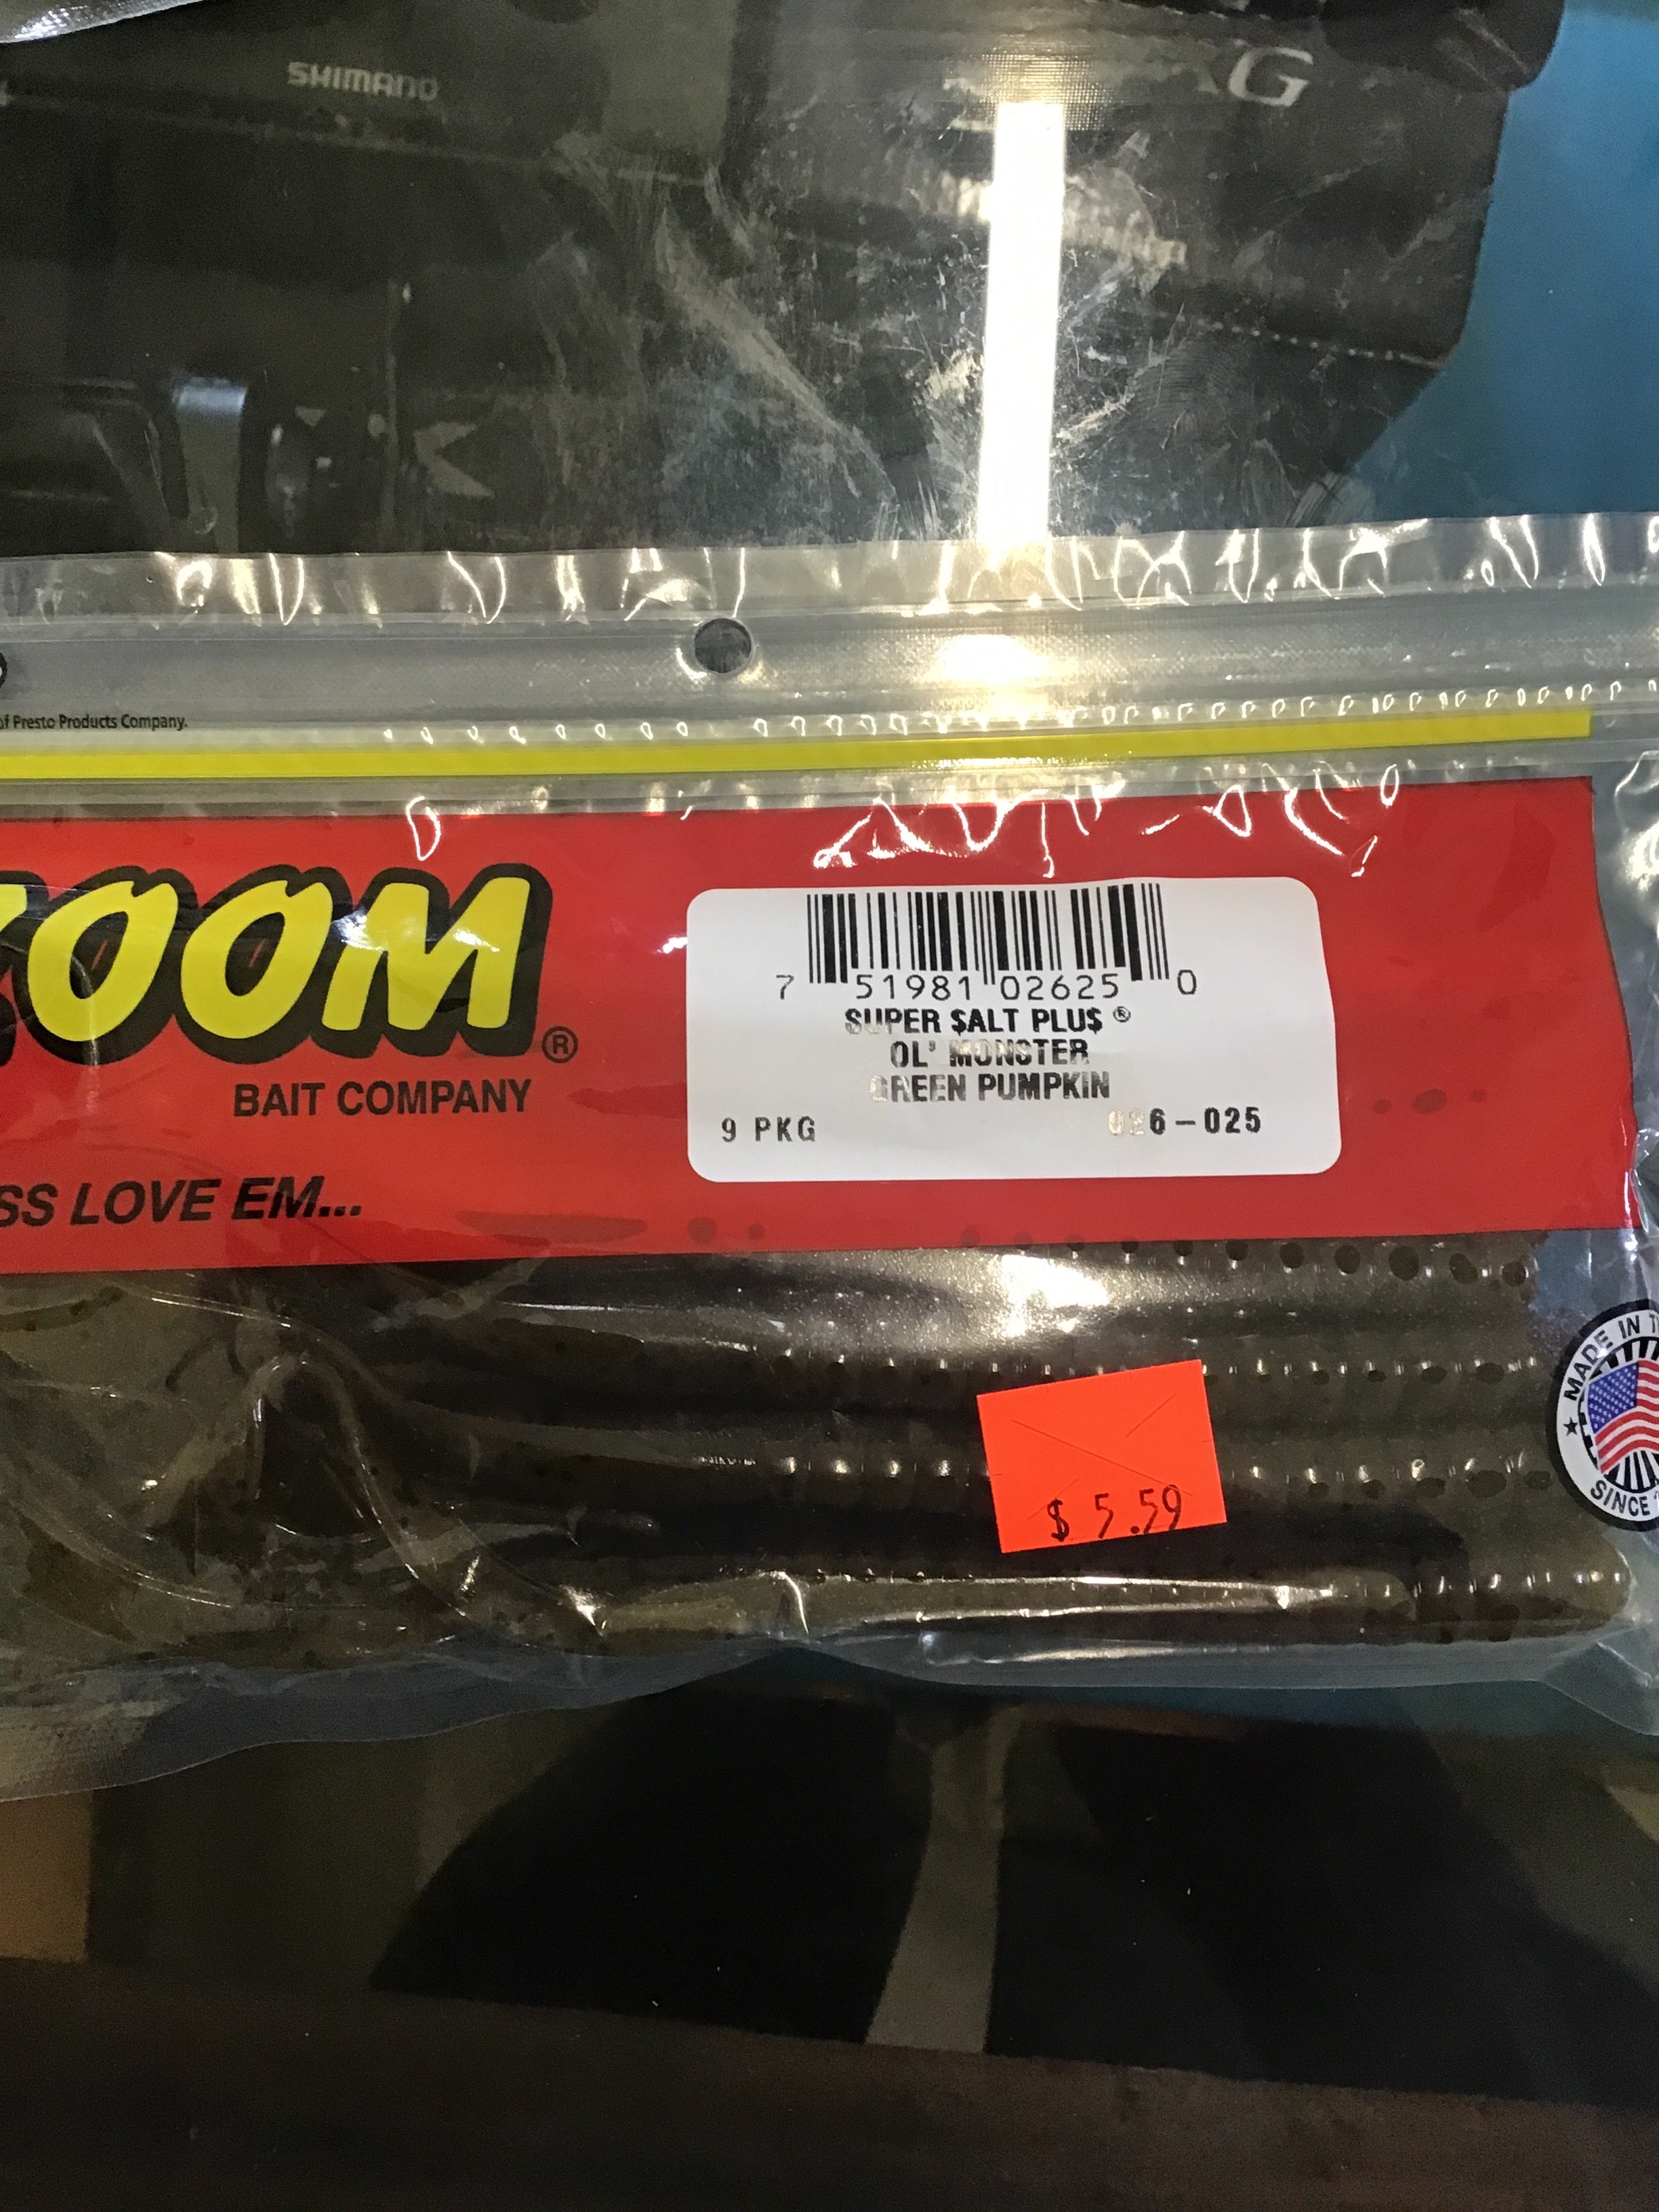 SHIMANO
G
of Presto Products Company.
ZOOM®
BAIT COMPANY
SS LOVE EM...
7 51981 02625 0
SUPER $ALT PLU$ ®
OL' MONSTER
GREEN PUMPKIN
9 PKG 026-025
$ 5.59
MADE IN
SINCE